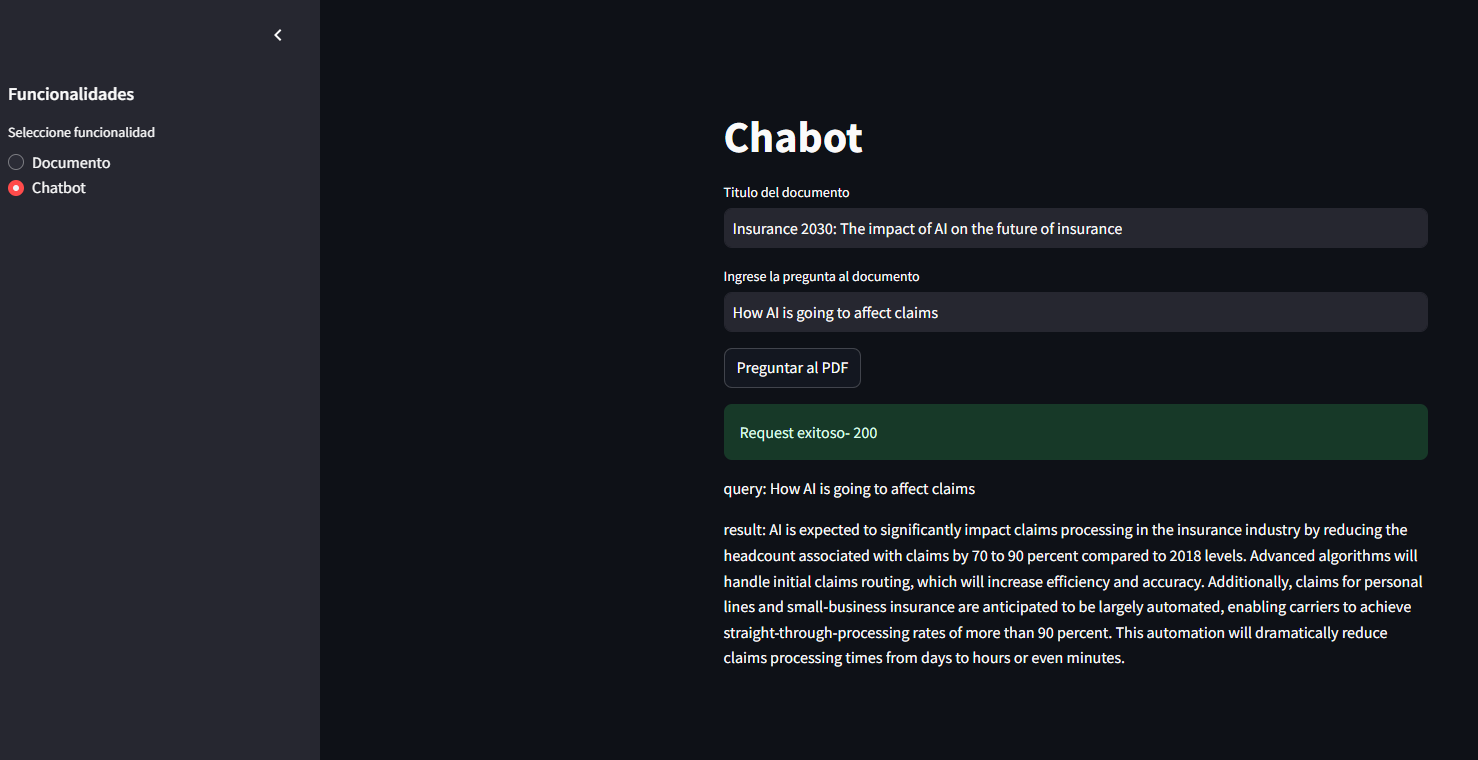 Funcionalidades
Seleccione funcionalidad
Documento
Chatbot
Chabot
Titulo del documento
Insurance 2030: The impact of AI on the future of insurance
Ingrese la pregunta al documento
How AI is going to affect claims
Preguntar al PDF
Request exitoso- 200
query: How AI is going to affect claims
result: AI is expected to significantly impact claims processing in the insurance industry by reducing the
headcount associated with claims by 70 to 90 percent compared to 2018 levels. Advanced algorithms will
handle initial claims routing, which will increase efficiency and accuracy. Additionally, claims for personal
lines and small-business insurance are anticipated to be largely automated, enabling carriers to achieve
straight-through-processing rates of more than 90 percent. This automation will dramatically reduce
claims processing times from days to hours or even minutes.